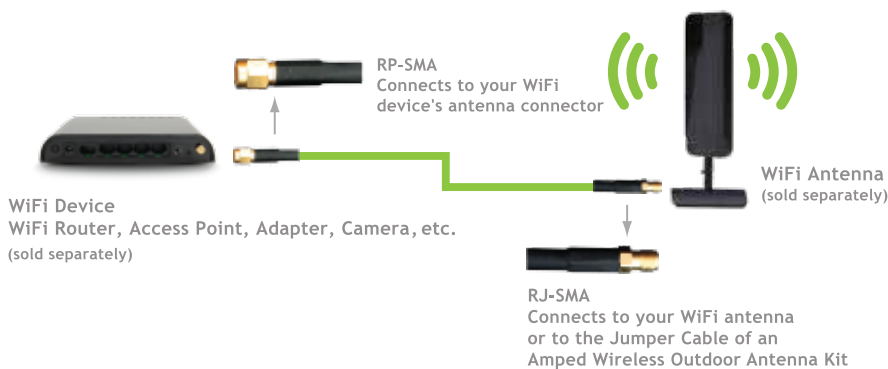 RP-SMA
Connects to your WiFi
device's antenna connector
WiFi Antenna
(sold separately)
WiFi Device
WiFi Router, Access Point, Adapter, Camera, etc.
(sold separately)
RJ-SMA
Connects to your WiFi antenna
or to the Jumper Cable of an
Amped Wireless Outdoor Antenna Kit